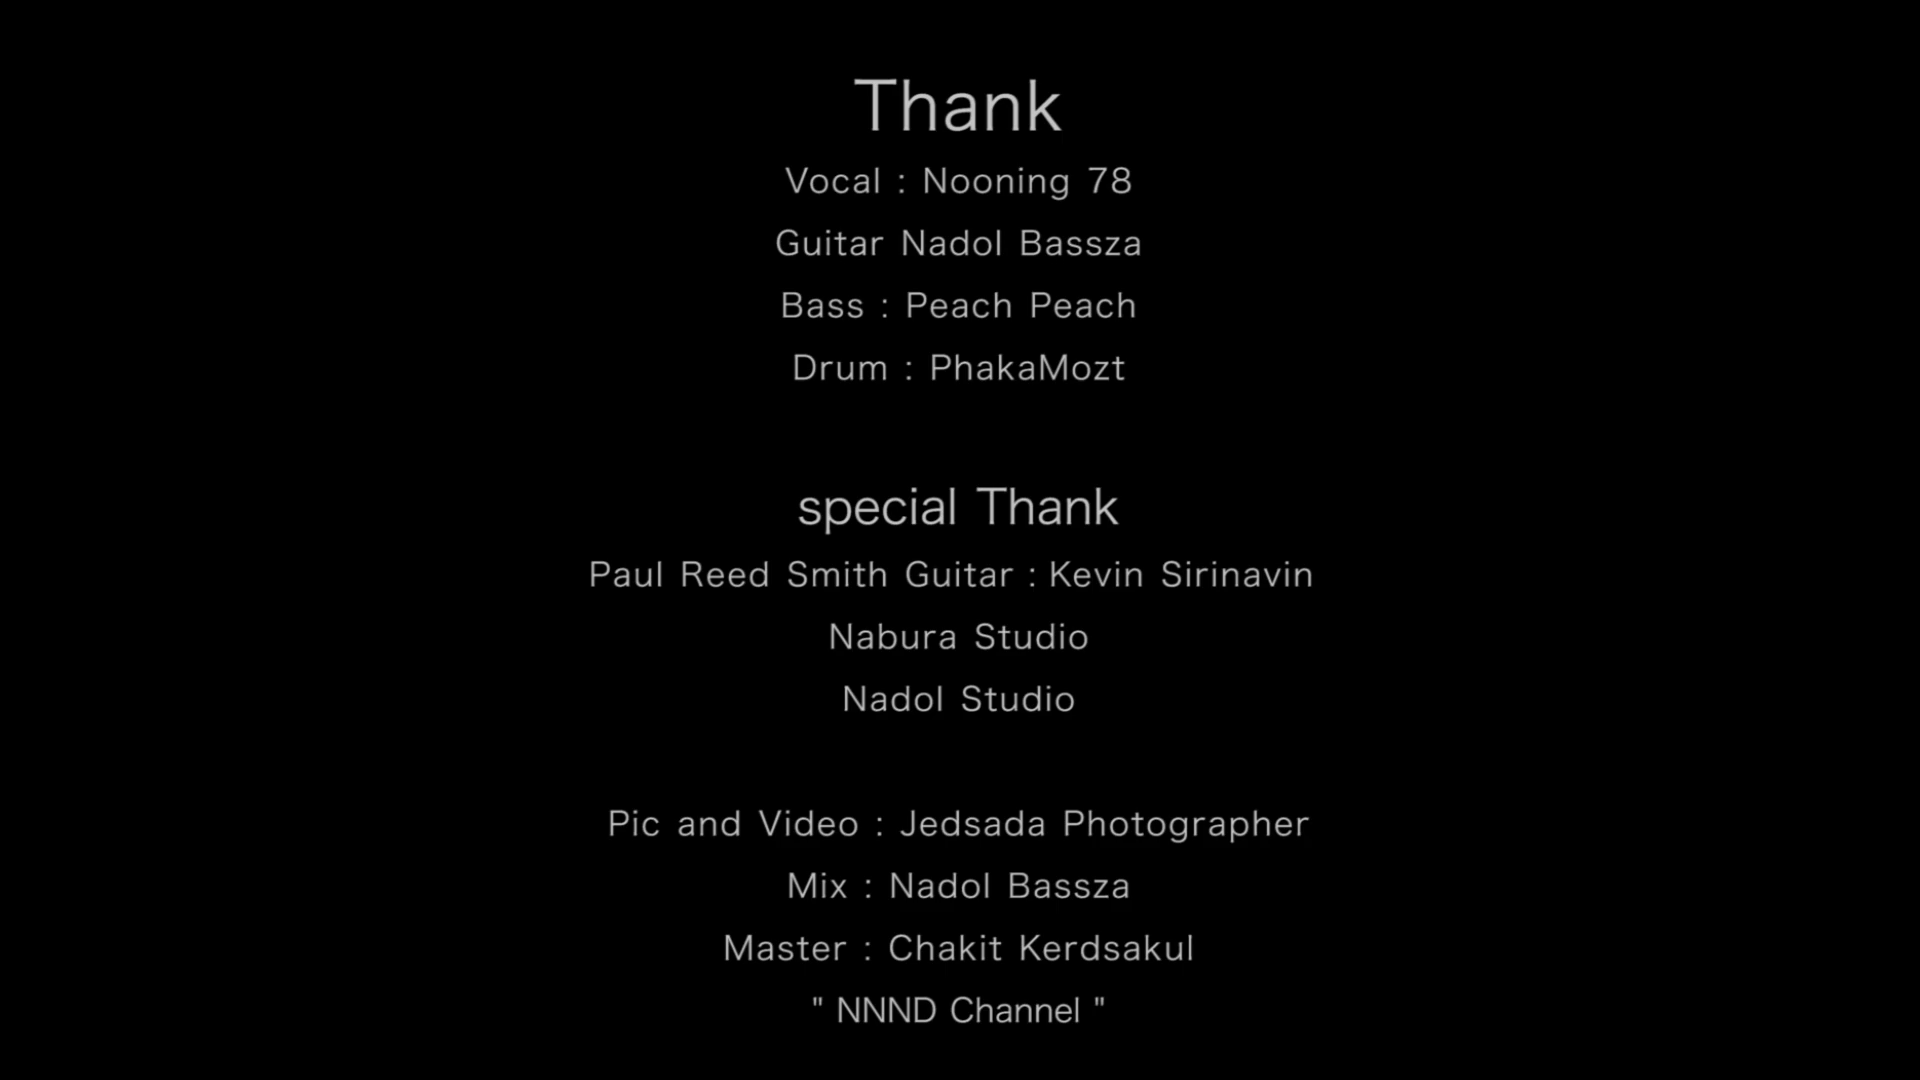 Thank
Vocal : Nooning 78
Guitar Nadol Bassza
Bass : Peach Peach
Drum : PhakaMozt
special Thank
Paul Reed Smith Guitar : Kevin Sirinavin
Nabura Studio
Nadol Studio
Pic and Video : Jedsada Photographer
Mix : Nadol Bassza
Master : Chakit Kerdsakul
" NNND Channel "